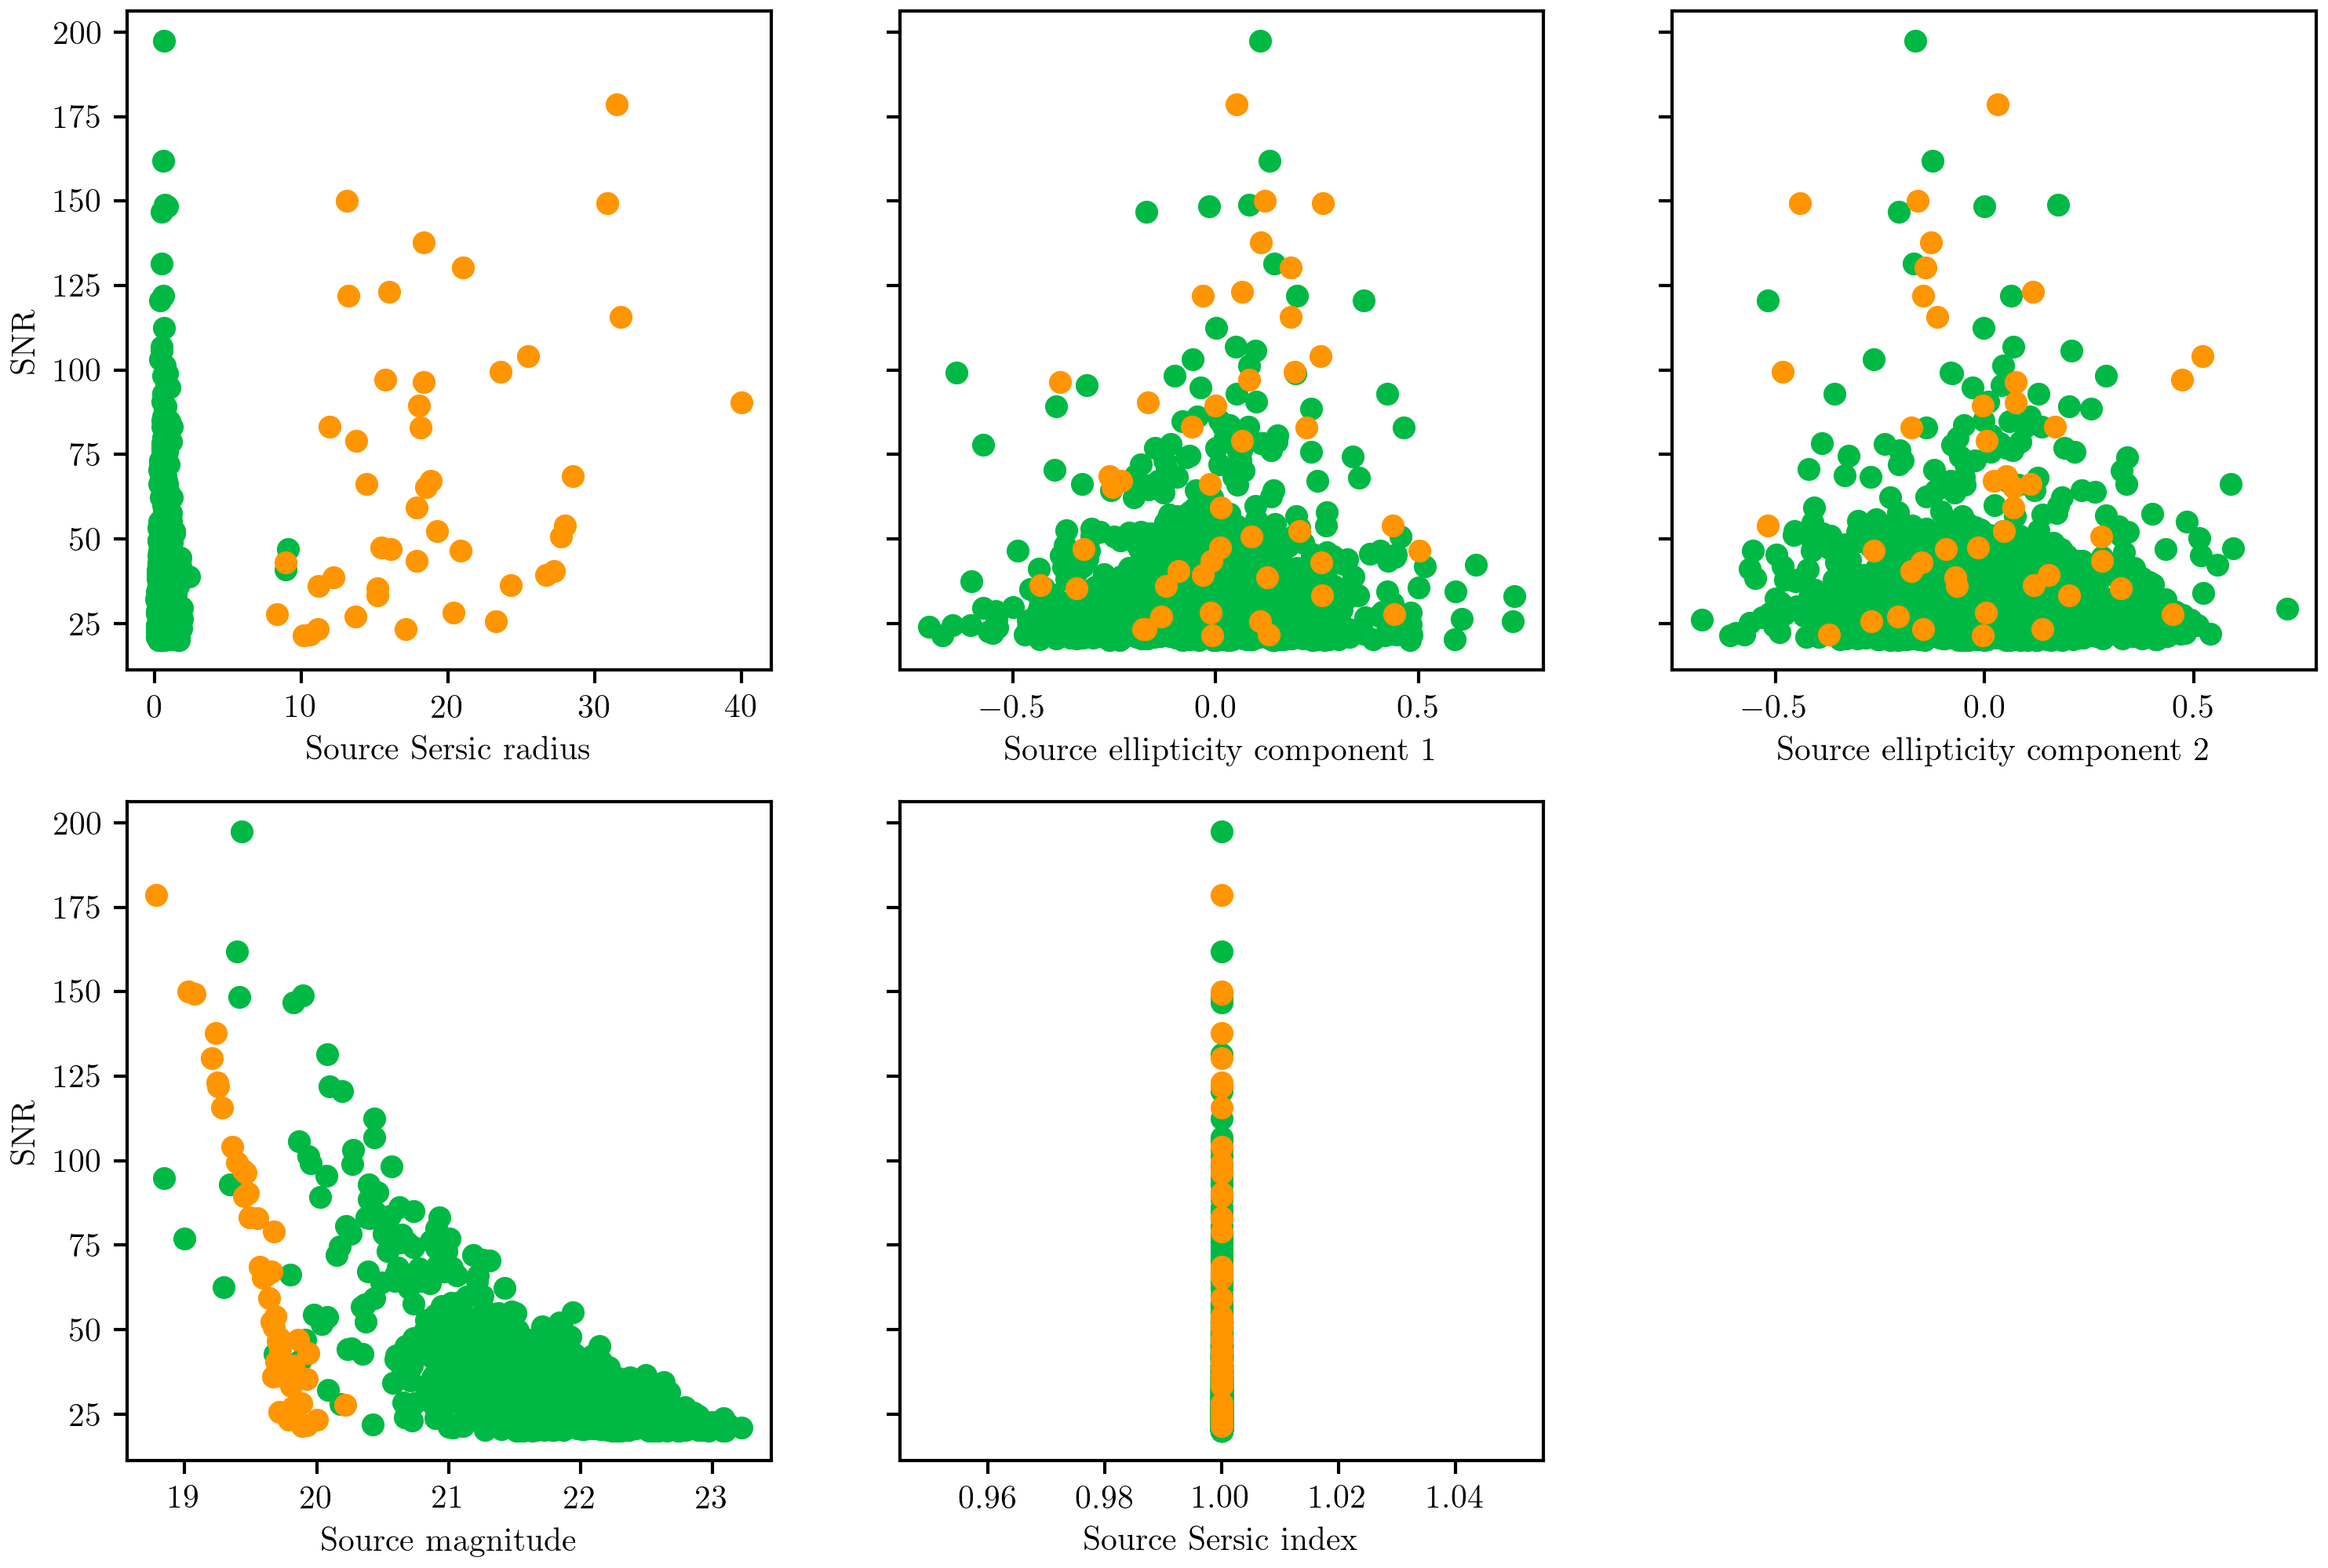 200
175
150
125
100
75
50
25
SNR
0 10 20 30 40
Source Sersic radius
−0.5 0.0 0.5
Source ellipticity component 1
−0.5 0.0 0.5
Source ellipticity component 2
200
175
150
125
100
75
50
25
SNR
19 20 21 22 23
Source magnitude
0.96 0.98 1.00 1.02 1.04
Source Sersic index